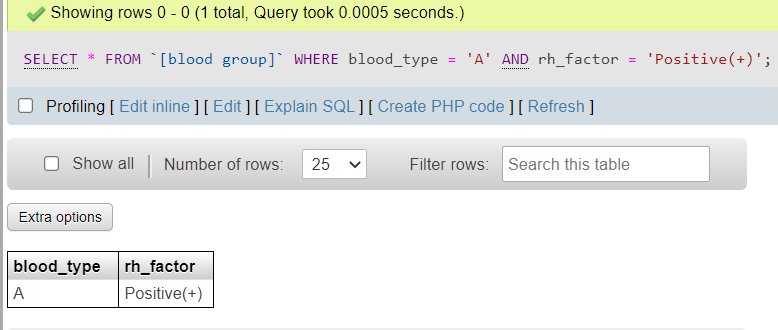 Showing rows 0 - 0 (1 total, Query took 0.0005 seconds.)
SELECT * FROM `[blood group]` WHERE blood_type = 'A' AND rh_factor = 'Positive(+)';
Profiling [ Edit inline ] [ Edit ] [ Explain SQL ] [ Create PHP code ] [ Refresh ]
Show all | Number of rows: 25 Filter rows: Search this table
Extra options
blood_type rh_factor
A Positive(+)